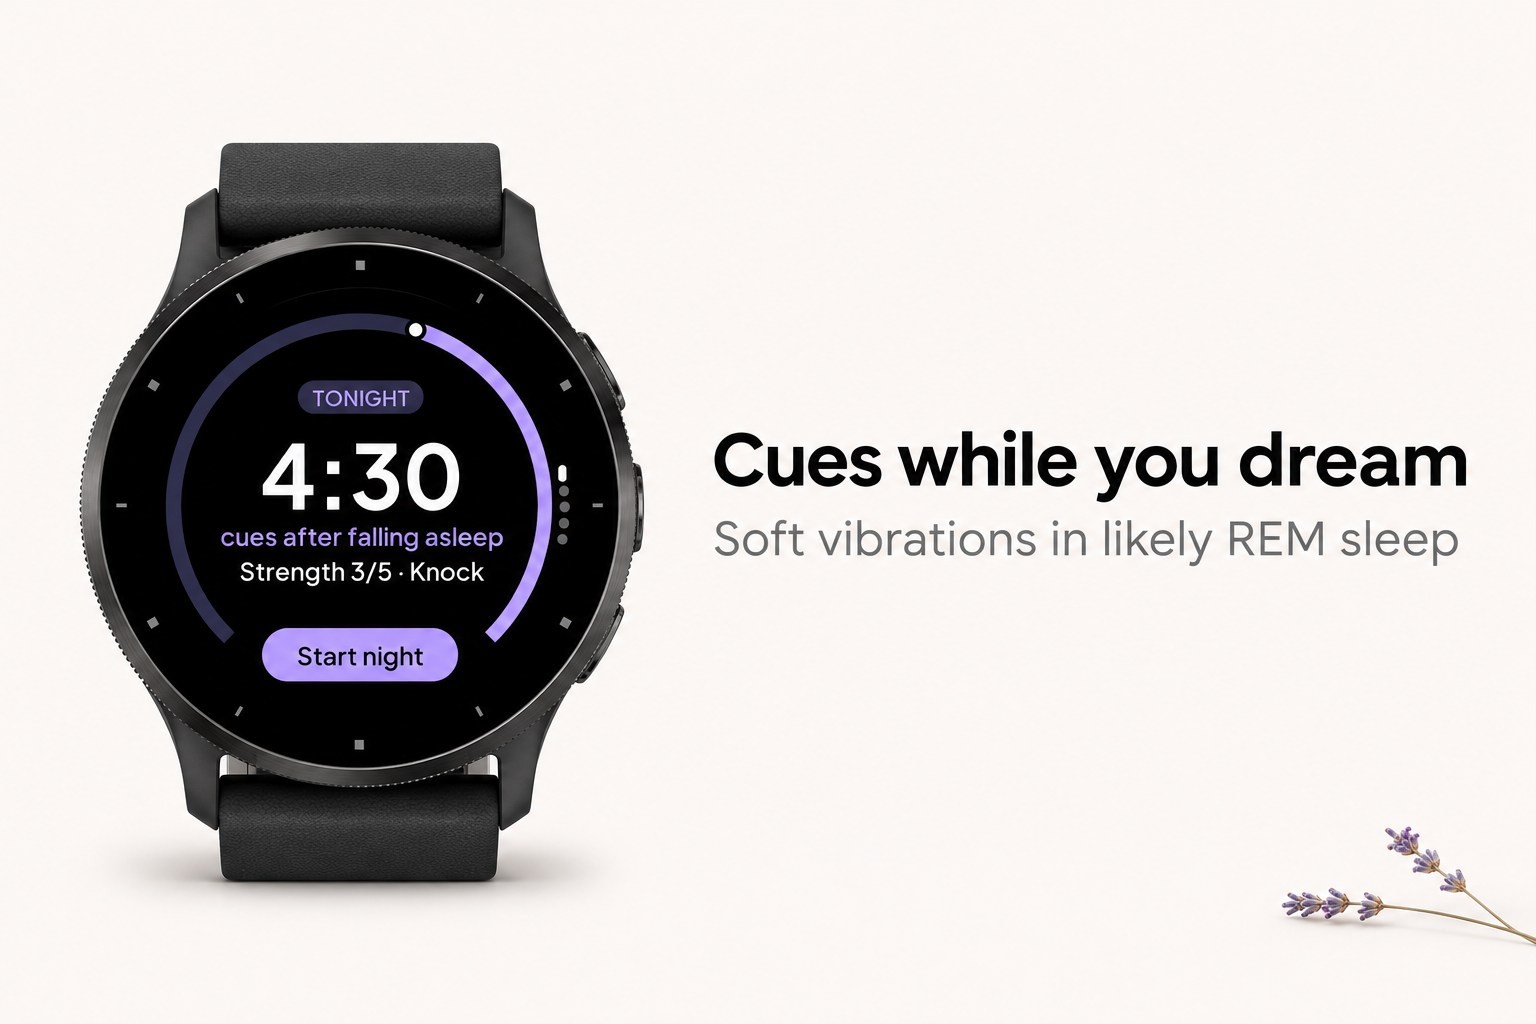 TONIGHT
4:30
cues after falling asleep
Strength 3/5 · Knock
Start night
Cues while you dream
Soft vibrations in likely REM sleep